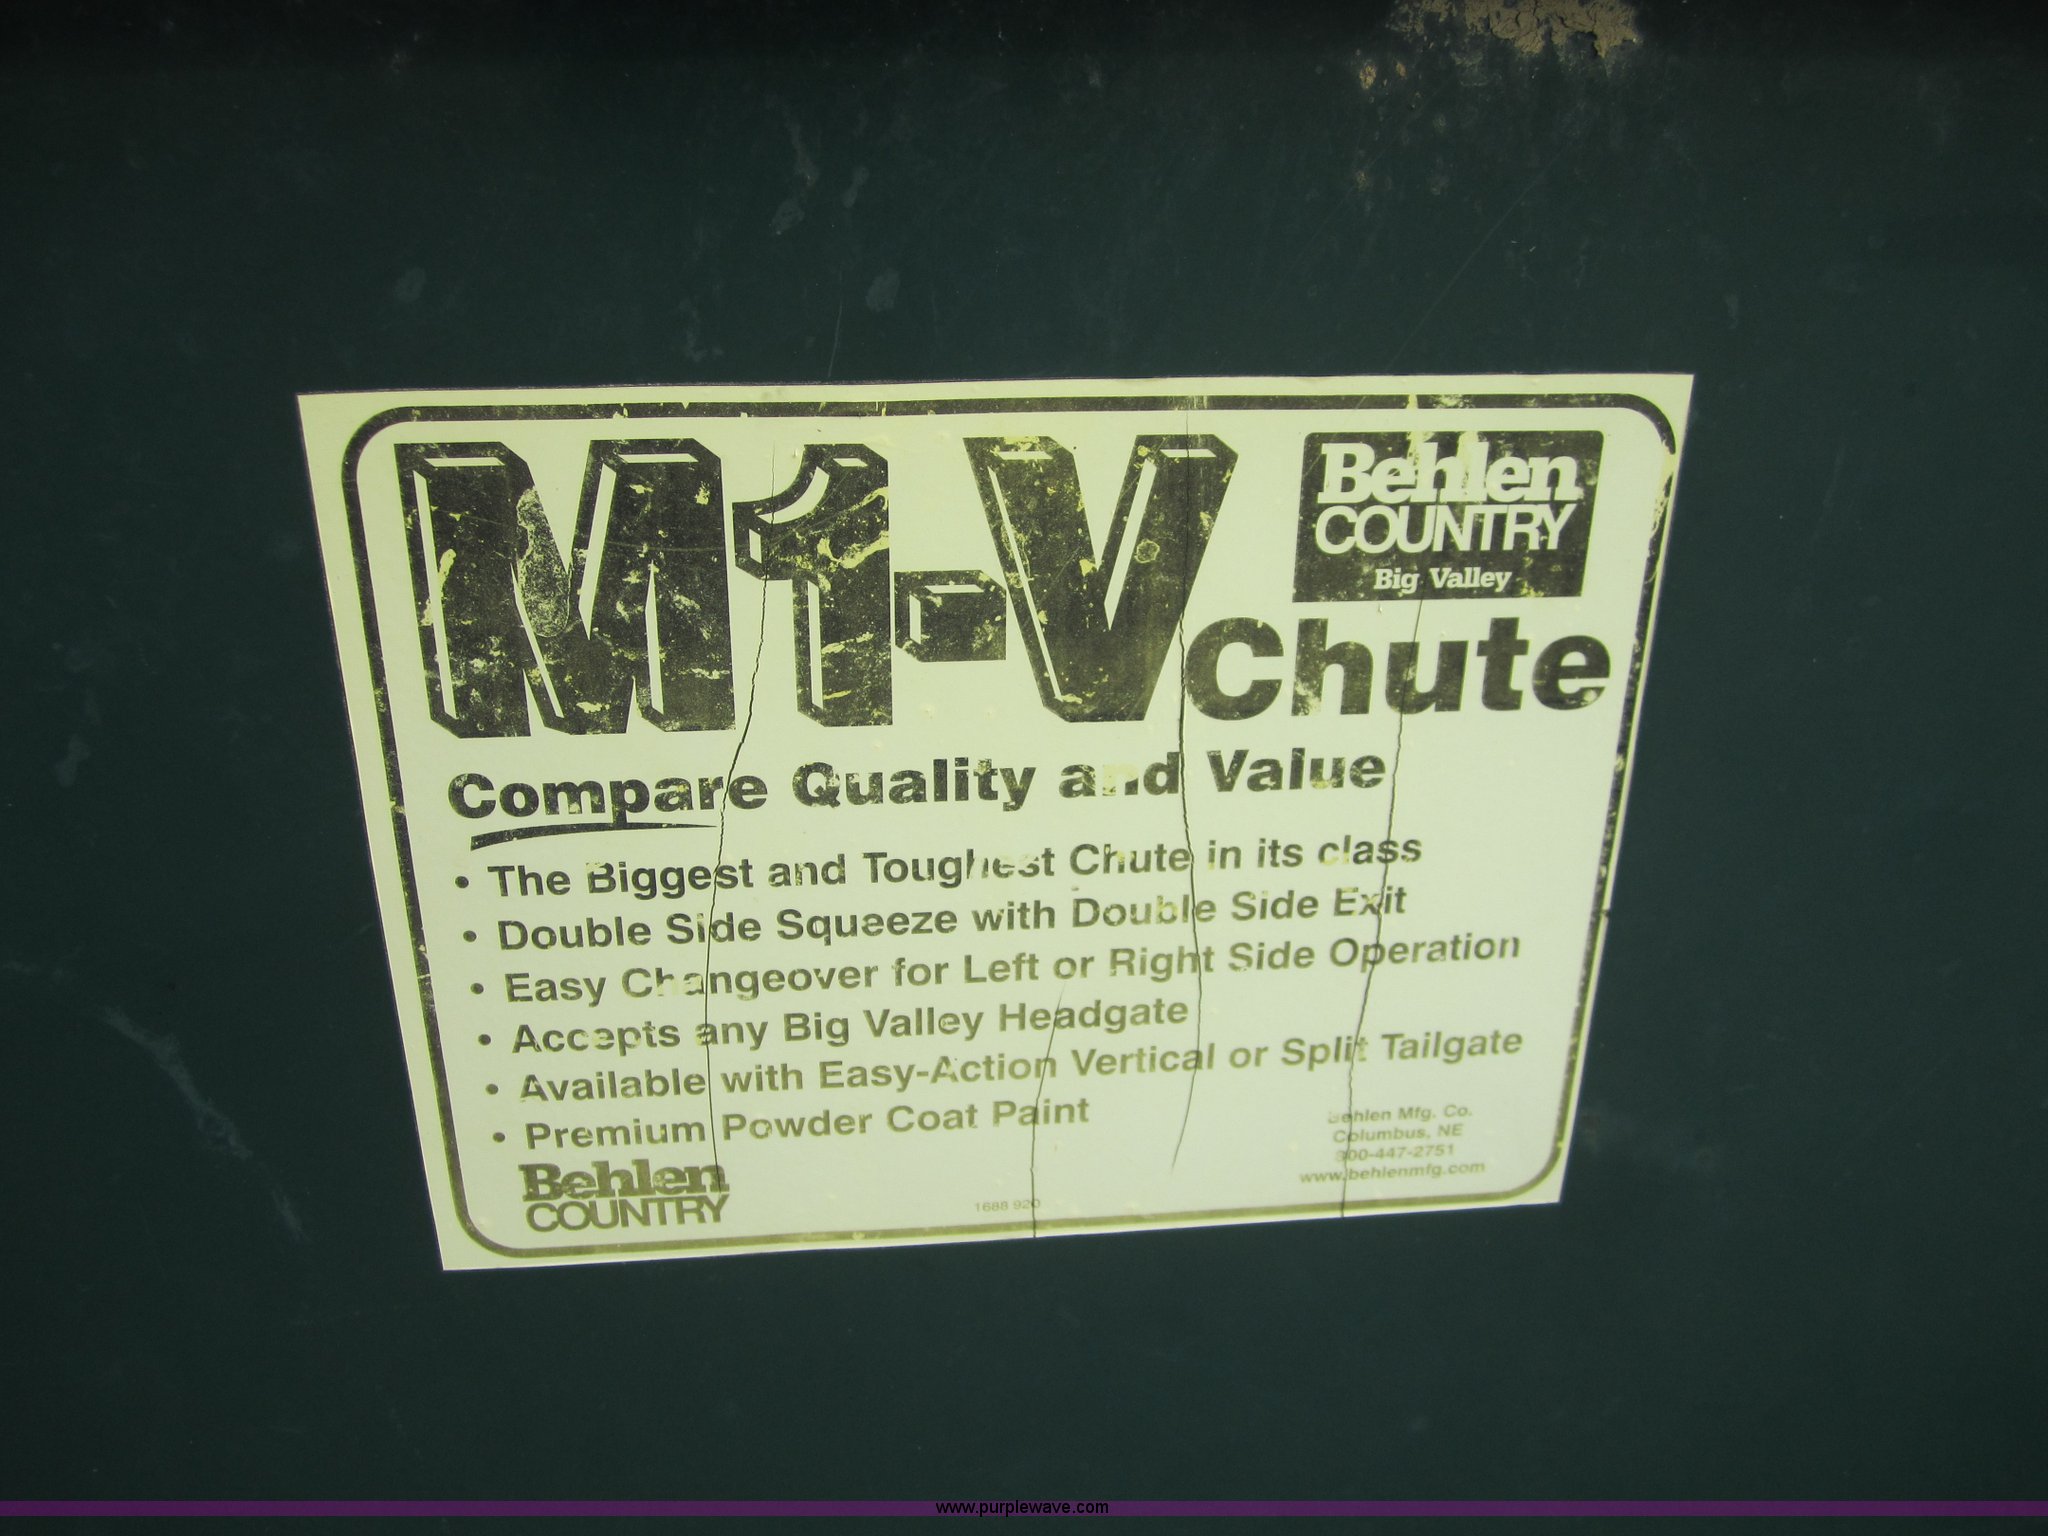 M1-V Chute
Behlen
COUNTRY
Big Valley
Compare Quality and Value
• The Biggest and Toughest Chute in its class
• Double Side Squeeze with Double Side Exit
• Easy Changeover for Left or Right Side Operation
• Accepts any Big Valley Headgate
• Available with Easy-Action Vertical or Split Tailgate
• Premium Powder Coat Paint
Behlen
COUNTRY
1688 920
Behlen Mfg. Co.
Columbus, NE
800-447-2751
www.behlenmfg.com
www.purplewave.com